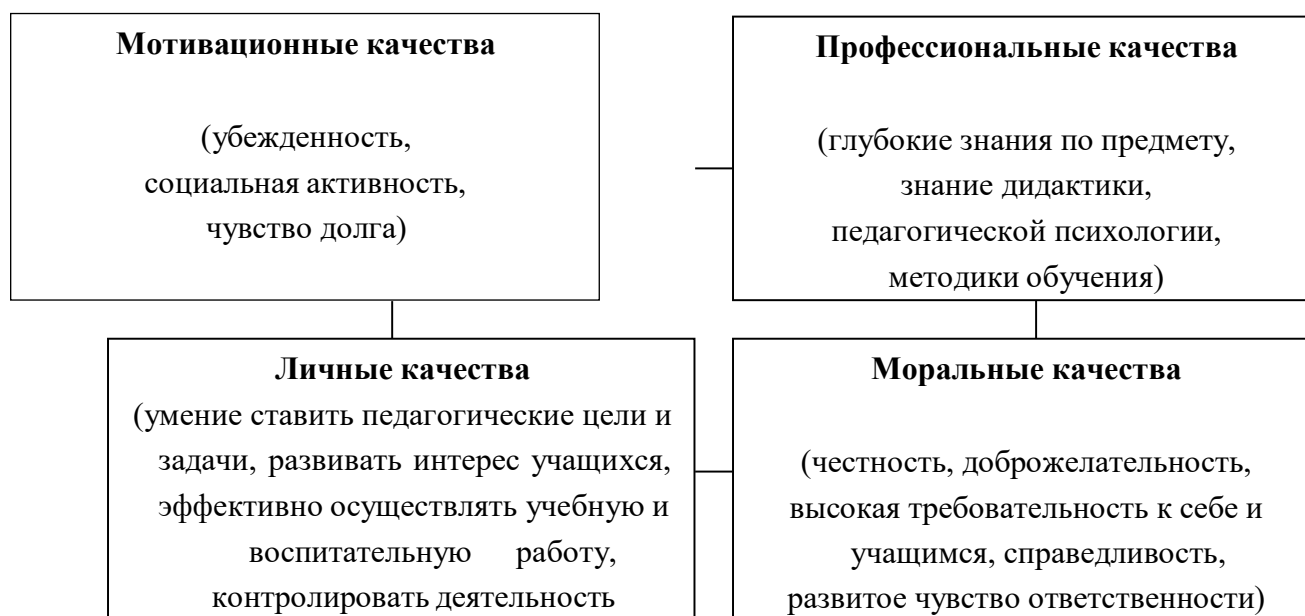 Мотивационные качества
(убежденность,
социальная активность,
чувство долга)
Профессиональные качества
(глубокие знания по предмету,
знание дидактики,
педагогической психологии,
методики обучения)
Личные качества
(умение ставить педагогические цели и
задачи, развивать интерес учащихся,
эффективно осуществлять учебную и
воспитательную работу,
контролировать деятельность
Моральные качества
(честность, доброжелательность,
высокая требовательность к себе и
учащимся, справедливость,
развитое чувство ответственности)